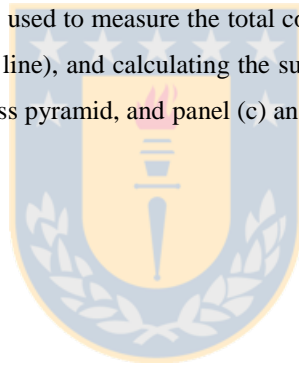 used to measure the total co
line), and calculating the su
ss pyramid, and panel (c) an